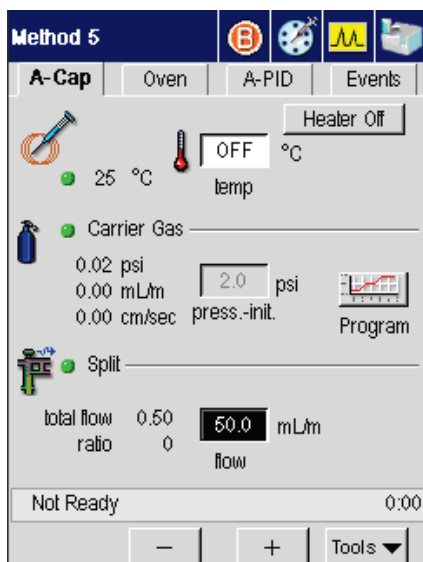 Method 5 B
A-Cap Oven A-PID Events
Heater Off
OFF °C
25 °C
temp
Carrier Gas
0.02 psi
0.00 mL/m 2.0 psi
0.00 cm/sec press.-init.
Program
Split
total flow 0.50 50.0 mL/m
ratio 0
flow
Not Ready 0:00
− + Tools ▼